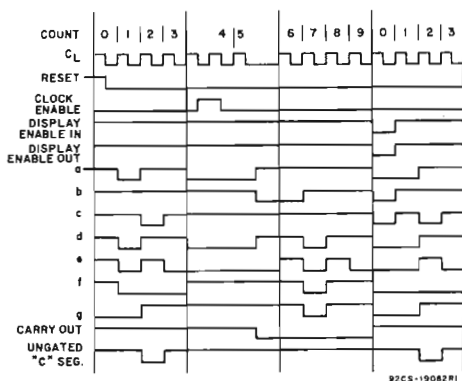 COUNT 0 1 2 3 4 5 6 7 8 9 0 1 2 3
CL
RESET
CLOCK
ENABLE
DISPLAY
ENABLE IN
DISPLAY
ENABLE OUT
a
b
c
d
e
f
g
CARRY OUT
UNGATED
"C" SEG.
92CS-19082RI